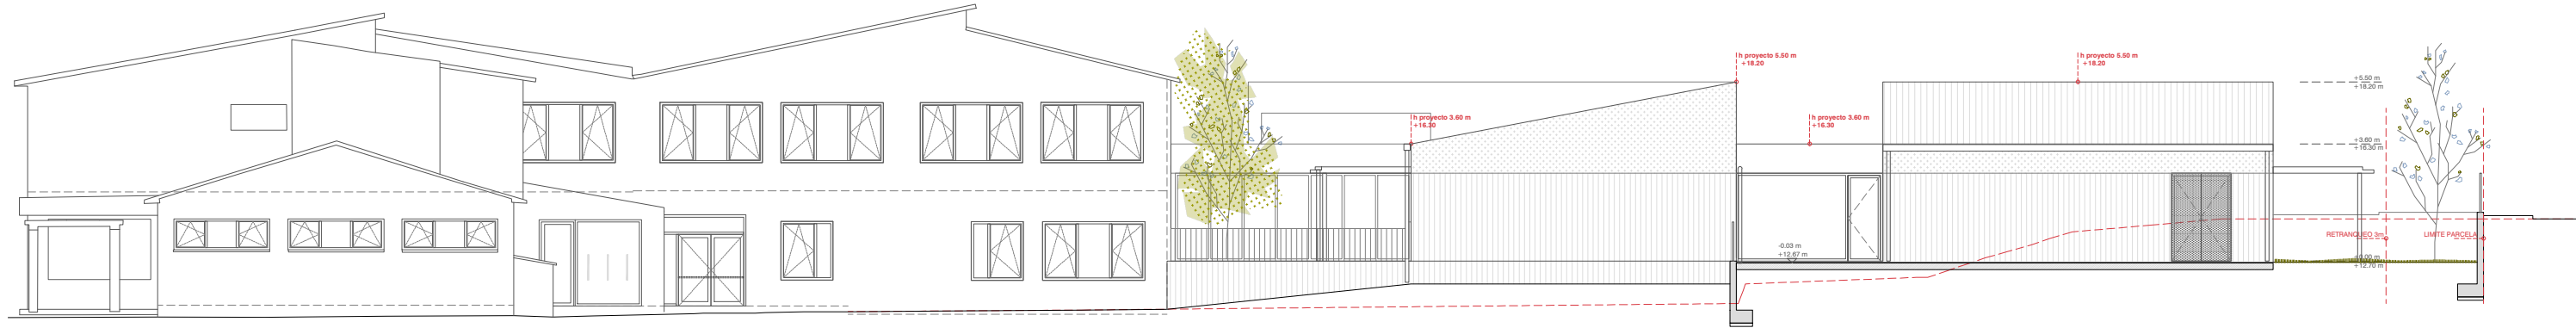 h proyecto 5.50 m
+18.20
h proyecto 5.50 m
+18.20
+5.50 m
+18.20 m
h proyecto 3.60 m
+16.30
h proyecto 3.60 m
+16.30
+3.60 m
+16.30 m
RETRANQUEO 3m
LIMITE PARCELA
-0.03 m
+12.67 m
+0.00 m
+12.70 m